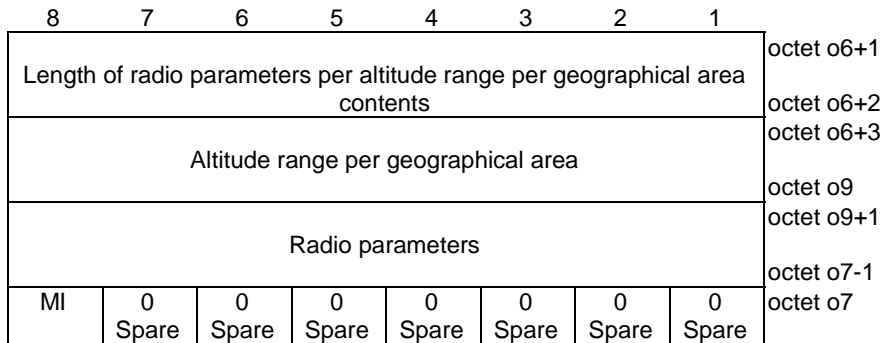 8 7 6 5 4 3 2 1
Length of radio parameters per altitude range per geographical area
contents
octet o6+1
octet o6+2
Altitude range per geographical area
octet o6+3
octet o9
Radio parameters
octet o9+1
octet o7-1
MI 0 0 0 0 0 0 0 octet o7
Spare Spare Spare Spare Spare Spare Spare